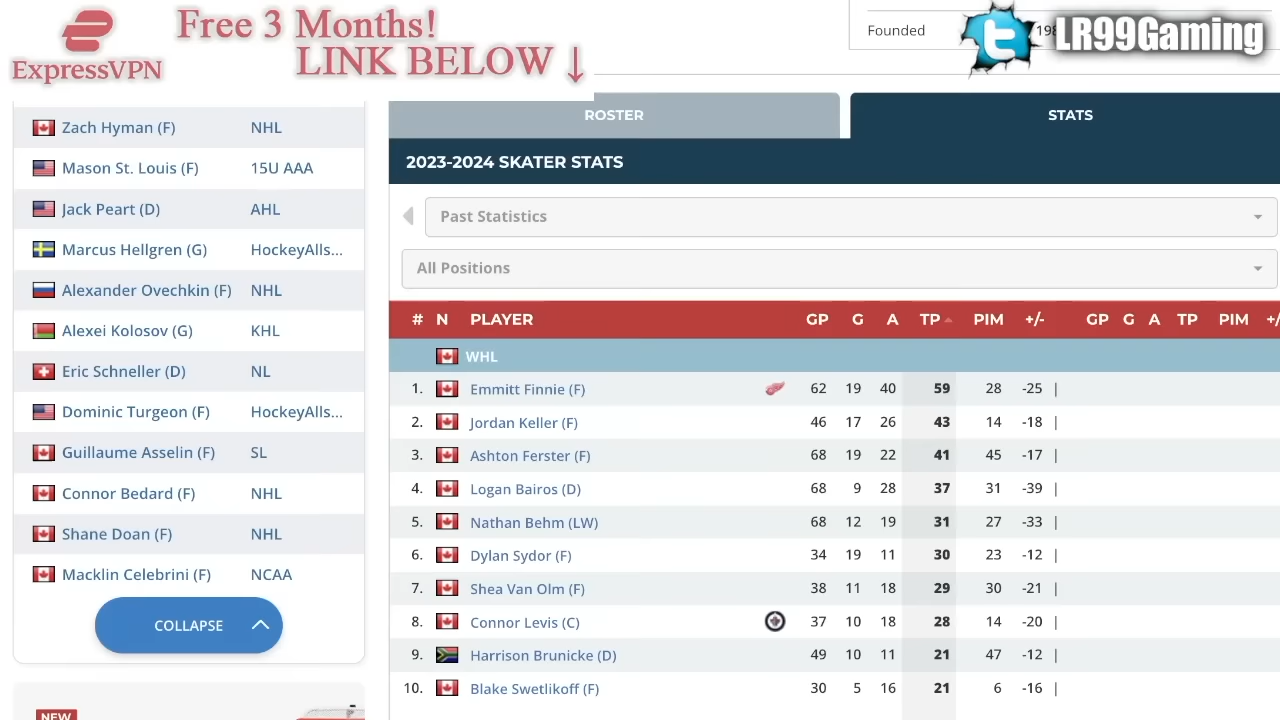 ExpressVPN
Free 3 Months!
LINK BELOW ↓
Founded
LR99Gaming
Zach Hyman (F) NHL
Mason St. Louis (F) 15U AAA
Jack Peart (D) AHL
Marcus Hellgren (G) HockeyAlls...
Alexander Ovechkin (F) NHL
Alexei Kolosov (G) KHL
Eric Schneller (D) NL
Dominic Turgeon (F) HockeyAlls...
Guillaume Asselin (F) SL
Connor Bedard (F) NHL
Shane Doan (F) NHL
Macklin Celebrini (F) NCAA
COLLAPSE
NEW
ROSTER STATS
2023-2024 SKATER STATS
Past Statistics
All Positions
# N PLAYER GP G A TP PIM +/- GP G A TP PIM +/
WHL
1. Emmitt Finnie (F) 62 19 40 59 28 -25 |
2. Jordan Keller (F) 46 17 26 43 14 -18 |
3. Ashton Ferster (F) 68 19 22 41 45 -17 |
4. Logan Bairos (D) 68 9 28 37 31 -39 |
5. Nathan Behm (LW) 68 12 19 31 27 -33 |
6. Dylan Sydor (F) 34 19 11 30 23 -12 |
7. Shea Van Olm (F) 38 11 18 29 30 -21 |
8. Connor Levis (C) 37 10 18 28 14 -20 |
9. Harrison Brunicke (D) 49 10 11 21 47 -12 |
10. Blake Swetlikoff (F) 30 5 16 21 6 -16 |